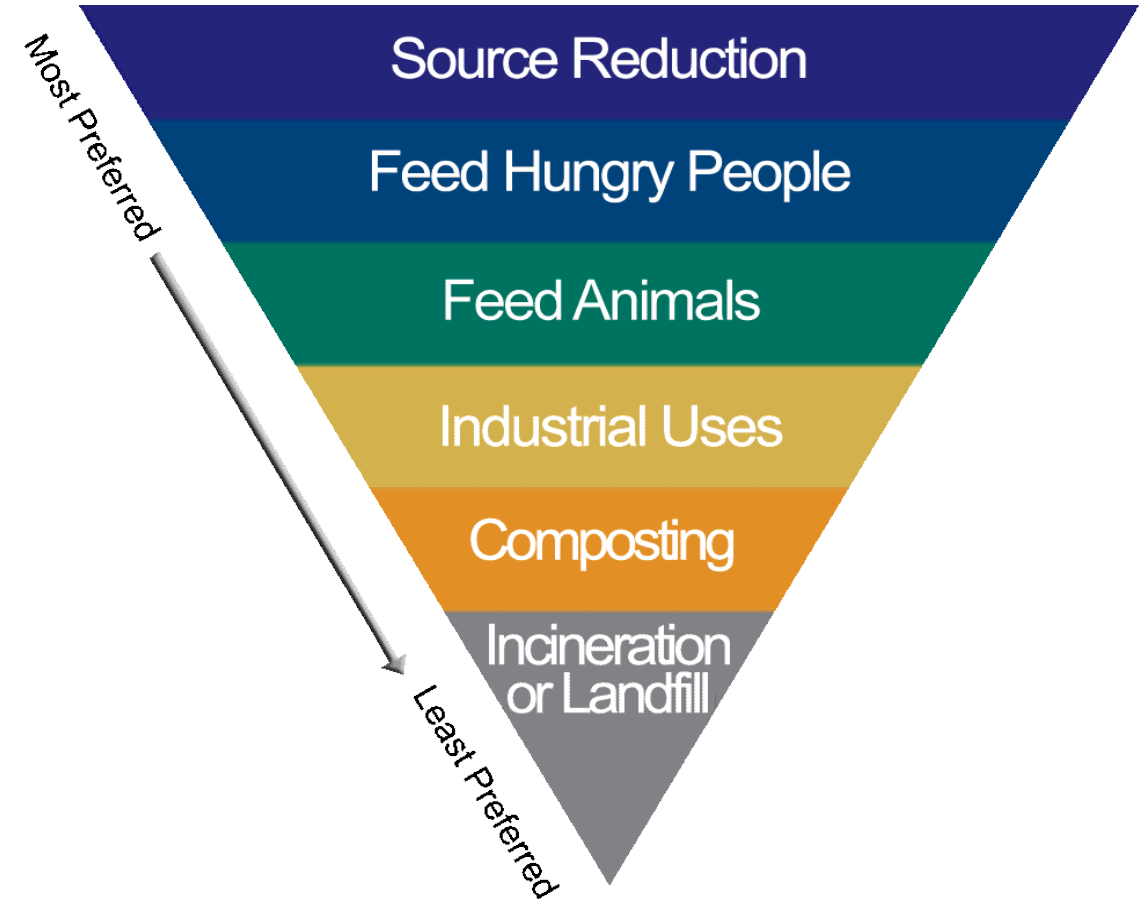 Most Preferred
Source Reduction
Feed Hungry People
Feed Animals
Industrial Uses
Composting
Incineration
or Landfill
Least Preferred